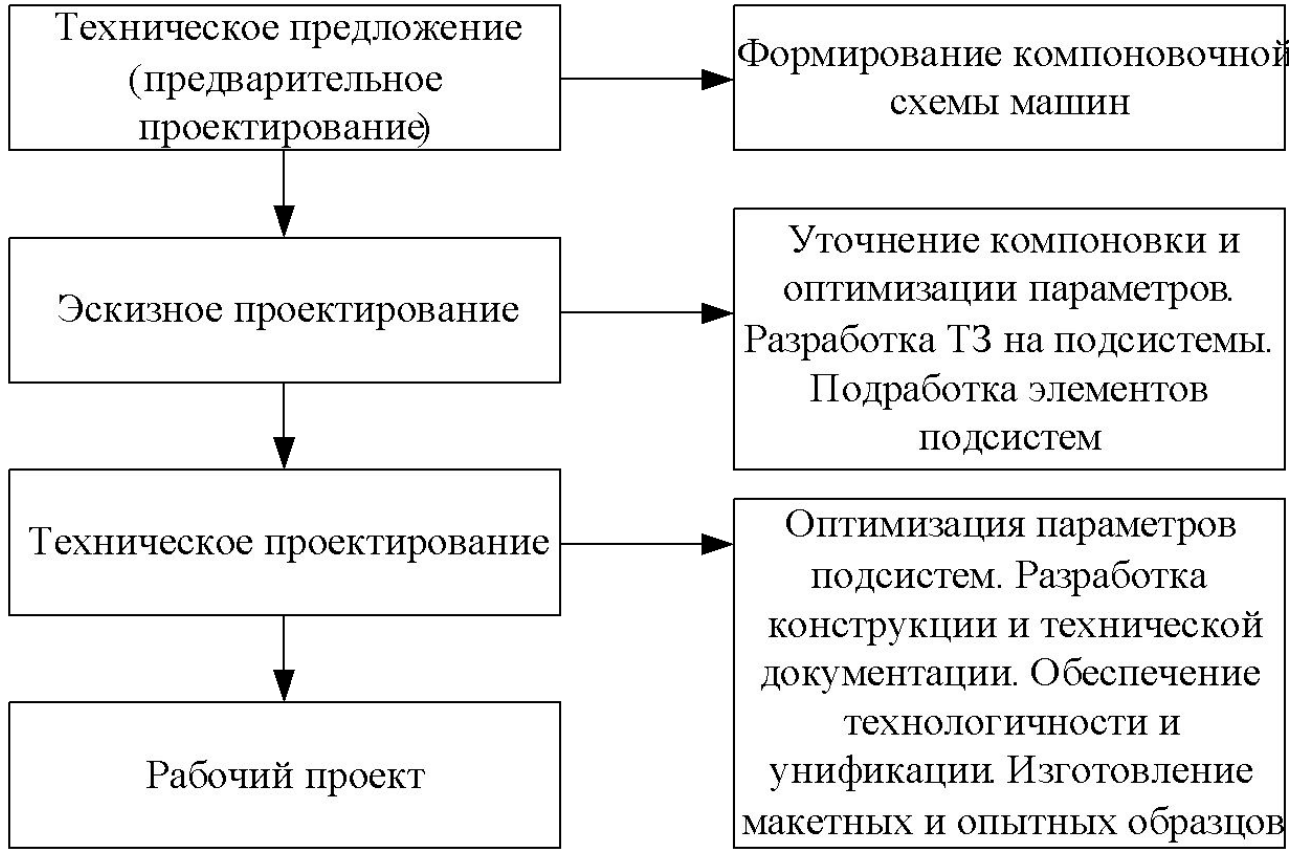 Техническое предложение
(предварительное
проектирование)
Формирование компоновочной
схемы машин
Эскизное проектирование
Уточнение компоновки и
оптимизации параметров.
Разработка ТЗ на подсистемы.
Подработка элементов
подсистем
Техническое проектирование
Оптимизация параметров
подсистем. Разработка
конструкции и технической
документации. Обеспечение
технологичности и
унификации. Изготовление
макетных и опытных образцов
Рабочий проект